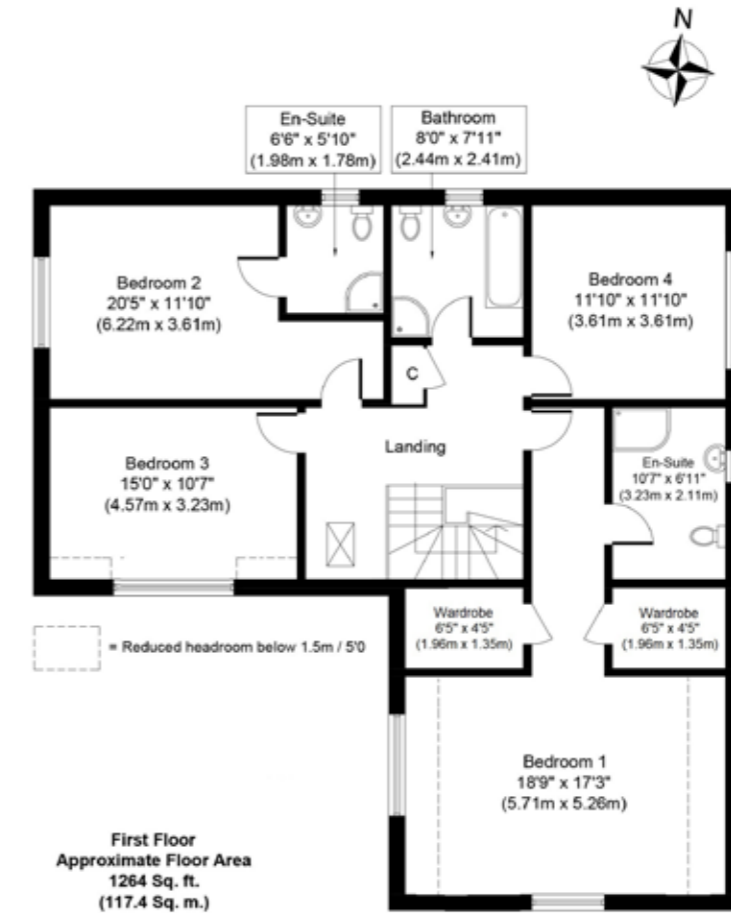 N
En-Suite
6'6" x 5'10"
(1.98m x 1.78m)
Bathroom
8'0" x 7'11"
(2.44m x 2.41m)
Bedroom 2
20'5" x 11'10"
(6.22m x 3.61m)
Bedroom 4
11'10" x 11'10"
(3.61m x 3.61m)
C
Landing
Bedroom 3
15'0" x 10'7"
(4.57m x 3.23m)
En-Suite
10'7" x 6'11"
(3.23m x 2.11m)
Wardrobe
6'5" x 4'5"
(1.96m x 1.35m)
Wardrobe
6'5" x 4'5"
(1.96m x 1.35m)
= Reduced headroom below 1.5m / 5'0
Bedroom 1
18'9" x 17'3"
(5.71m x 5.26m)
First Floor
Approximate Floor Area
1264 Sq. ft.
(117.4 Sq. m.)